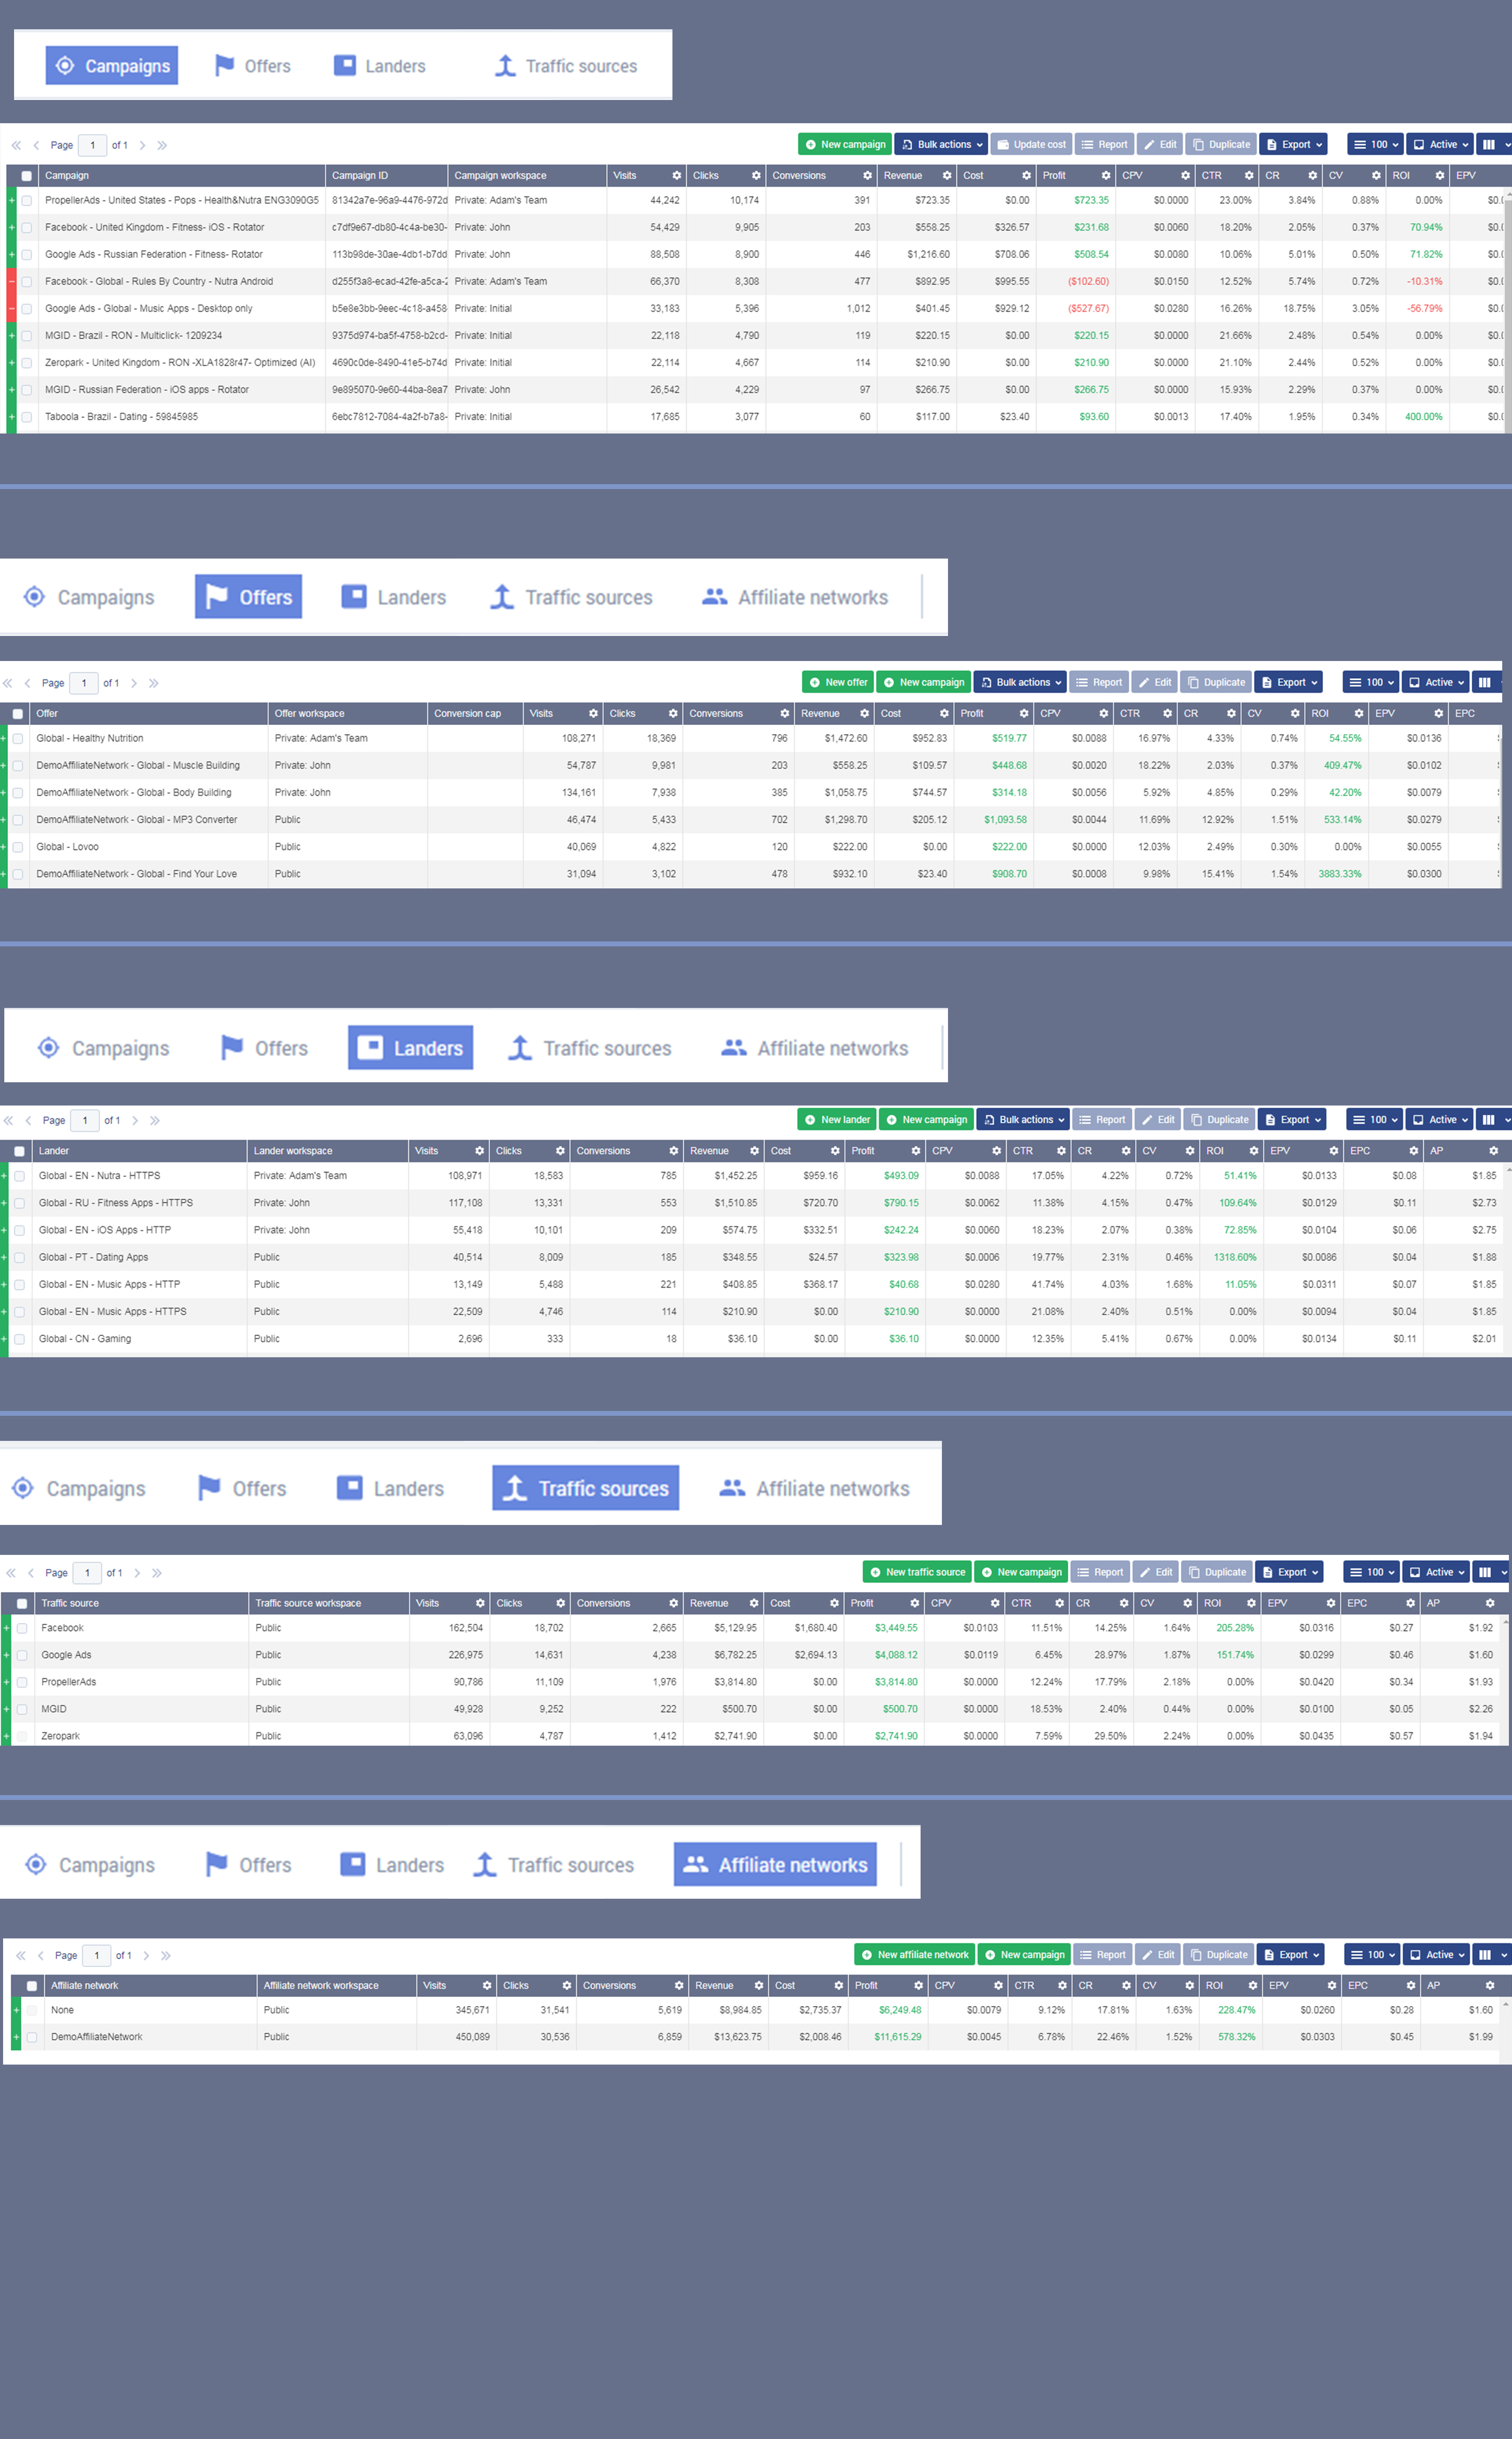 Campaigns Offers Landers Traffic sources
Page 1 of 1 New campaign Bulk actions Update cost Report Edit Duplicate Export 100 Active
Campaign Campaign ID Campaign workspace Visits Clicks Conversions Revenue Cost Profit CPV CTR CR CV ROI EPV
PropellerAds - United States - Pops - Health&Nutra ENG3090G5 81342a7e-96a9-4476-972d Private: Adam's Team 44,242 10,174 391 $723.35 $0.00 $723.35 $0.0000 23.00% 3.84% 0.88% 0.00% $0.0
Facebook - United Kingdom - Fitness- iOS - Rotator c7df9e67-db80-4c4a-be30- Private: John 54,429 9,905 203 $558.25 $326.57 $231.68 $0.0060 18.20% 2.05% 0.37% 70.94% $0.0
Google Ads - Russian Federation - Fitness- Rotator 113b98de-30ae-4db1-b7dd Private: John 88,508 8,900 446 $1,216.60 $708.06 $508.54 $0.0080 10.06% 5.01% 0.50% 71.82% $0.0
Facebook - Global - Rules By Country - Nutra Android d255f3a8-ecad-42fe-a5ca-2 Private: Adam's Team 66,370 8,308 477 $892.95 $995.55 ($102.60) $0.0150 12.52% 5.74% 0.72% -10.31% $0.0
Google Ads - Global - Music Apps - Desktop only b5e8e3bb-9eec-4c18-a458 Private: Initial 33,183 5,396 1,012 $401.45 $929.12 ($527.67) $0.0280 16.26% 18.75% 3.05% -56.79% $0.0
MGID - Brazil - RON - Multiclick- 1209234 9375d974-ba5f-4758-b2cd- Private: Initial 22,118 4,790 119 $220.15 $0.00 $220.15 $0.0000 21.66% 2.48% 0.54% 0.00% $0.0
Zeropark - United Kingdom - RON -XLA1828r47- Optimized (AI) 4690c0de-8490-41e5-b74d Private: Initial 22,114 4,667 114 $210.90 $0.00 $210.90 $0.0000 21.10% 2.44% 0.52% 0.00% $0.0
MGID - Russian Federation - iOS apps - Rotator 9e895070-9e60-44ba-8ea7 Private: John 26,542 4,229 97 $266.75 $0.00 $266.75 $0.0000 15.93% 2.29% 0.37% 0.00% $0.0
Taboola - Brazil - Dating - 59845985 6ebc7812-7084-4a2f-b7a8- Private: Initial 17,685 3,077 60 $117.00 $23.40 $93.60 $0.0013 17.40% 1.95% 0.34% 400.00% $0.0
Campaigns Offers Landers Traffic sources Affiliate networks
Page 1 of 1 New offer New campaign Bulk actions Report Edit Duplicate Export 100 Active
Offer Offer workspace Conversion cap Visits Clicks Conversions Revenue Cost Profit CPV CTR CR CV ROI EPV EPC
Global - Healthy Nutrition Private: Adam's Team 108,271 18,369 796 $1,472.60 $952.83 $519.77 $0.0088 16.97% 4.33% 0.74% 54.55% $0.0136
DemoAffiliateNetwork - Global - Muscle Building Private: John 54,787 9,981 203 $558.25 $109.57 $448.68 $0.0020 18.22% 2.03% 0.37% 409.47% $0.0102
DemoAffiliateNetwork - Global - Body Building Private: John 134,161 7,938 385 $1,058.75 $744.57 $314.18 $0.0056 5.92% 4.85% 0.29% 42.20% $0.0079
DemoAffiliateNetwork - Global - MP3 Converter Public 46,474 5,433 702 $1,298.70 $205.12 $1,093.58 $0.0044 11.69% 12.92% 1.51% 533.14% $0.0279
Global - Lovoo Public 40,069 4,822 120 $222.00 $0.00 $222.00 $0.0000 12.03% 2.49% 0.30% 0.00% $0.0055
DemoAffiliateNetwork - Global - Find Your Love Public 31,094 3,102 478 $932.10 $23.40 $908.70 $0.0008 9.98% 15.41% 1.54% 3883.33% $0.0300
Campaigns Offers Landers Traffic sources Affiliate networks
Page 1 of 1 New lander New campaign Bulk actions Report Edit Duplicate Export 100 Active
Lander Lander workspace Visits Clicks Conversions Revenue Cost Profit CPV CTR CR CV ROI EPV EPC AP
Global - EN - Nutra - HTTPS Private: Adam's Team 108,971 18,583 785 $1,452.25 $959.16 $493.09 $0.0088 17.05% 4.22% 0.72% 51.41% $0.0133 $0.08 $1.85
Global - RU - Fitness Apps - HTTPS Private: John 117,108 13,331 553 $1,510.85 $720.70 $790.15 $0.0062 11.38% 4.15% 0.47% 109.64% $0.0129 $0.11 $2.73
Global - EN - iOS Apps - HTTP Private: John 55,418 10,101 209 $574.75 $332.51 $242.24 $0.0060 18.23% 2.07% 0.38% 72.85% $0.0104 $0.06 $2.75
Global - PT - Dating Apps Public 40,514 8,009 185 $348.55 $24.57 $323.98 $0.0006 19.77% 2.31% 0.46% 1318.60% $0.0086 $0.04 $1.88
Global - EN - Music Apps - HTTP Public 13,149 5,488 221 $408.85 $368.17 $40.68 $0.0280 41.74% 4.03% 1.68% 11.05% $0.0311 $0.07 $1.85
Global - EN - Music Apps - HTTPS Public 22,509 4,746 114 $210.90 $0.00 $210.90 $0.0000 21.08% 2.40% 0.51% 0.00% $0.0094 $0.04 $1.85
Global - CN - Gaming Public 2,696 333 18 $36.10 $0.00 $36.10 $0.0000 12.35% 5.41% 0.67% 0.00% $0.0134 $0.11 $2.01
Campaigns Offers Landers Traffic sources Affiliate networks
Page 1 of 1 New traffic source New campaign Report Edit Duplicate Export 100 Active
Traffic source Traffic source workspace Visits Clicks Conversions Revenue Cost Profit CPV CTR CR CV ROI EPV EPC AP
Facebook Public 162,504 18,702 2,665 $5,129.95 $1,680.40 $3,449.55 $0.0103 11.51% 14.25% 1.64% 205.28% $0.0316 $0.27 $1.92
Google Ads Public 226,975 14,631 4,238 $6,782.25 $2,694.13 $4,088.12 $0.0119 6.45% 28.97% 1.87% 151.74% $0.0299 $0.46 $1.60
PropellerAds Public 90,786 11,109 1,976 $3,814.80 $0.00 $3,814.80 $0.0000 12.24% 17.79% 2.18% 0.00% $0.0420 $0.34 $1.93
MGID Public 49,928 9,252 222 $500.70 $0.00 $500.70 $0.0000 18.53% 2.40% 0.44% 0.00% $0.0100 $0.05 $2.26
Zeropark Public 63,096 4,787 1,412 $2,741.90 $0.00 $2,741.90 $0.0000 7.59% 29.50% 2.24% 0.00% $0.0435 $0.57 $1.94
Campaigns Offers Landers Traffic sources Affiliate networks
Page 1 of 1 New affiliate network New campaign Report Edit Duplicate Export 100 Active
Affiliate network Affiliate network workspace Visits Clicks Conversions Revenue Cost Profit CPV CTR CR CV ROI EPV EPC AP
None Public 345,671 31,541 5,619 $8,984.85 $2,735.37 $6,249.48 $0.0079 9.12% 17.81% 1.63% 228.47% $0.0260 $0.28 $1.60
DemoAffiliateNetwork Public 450,089 30,536 6,859 $13,623.75 $2,008.46 $11,615.29 $0.0045 6.78% 22.46% 1.52% 578.32% $0.0303 $0.45 $1.99